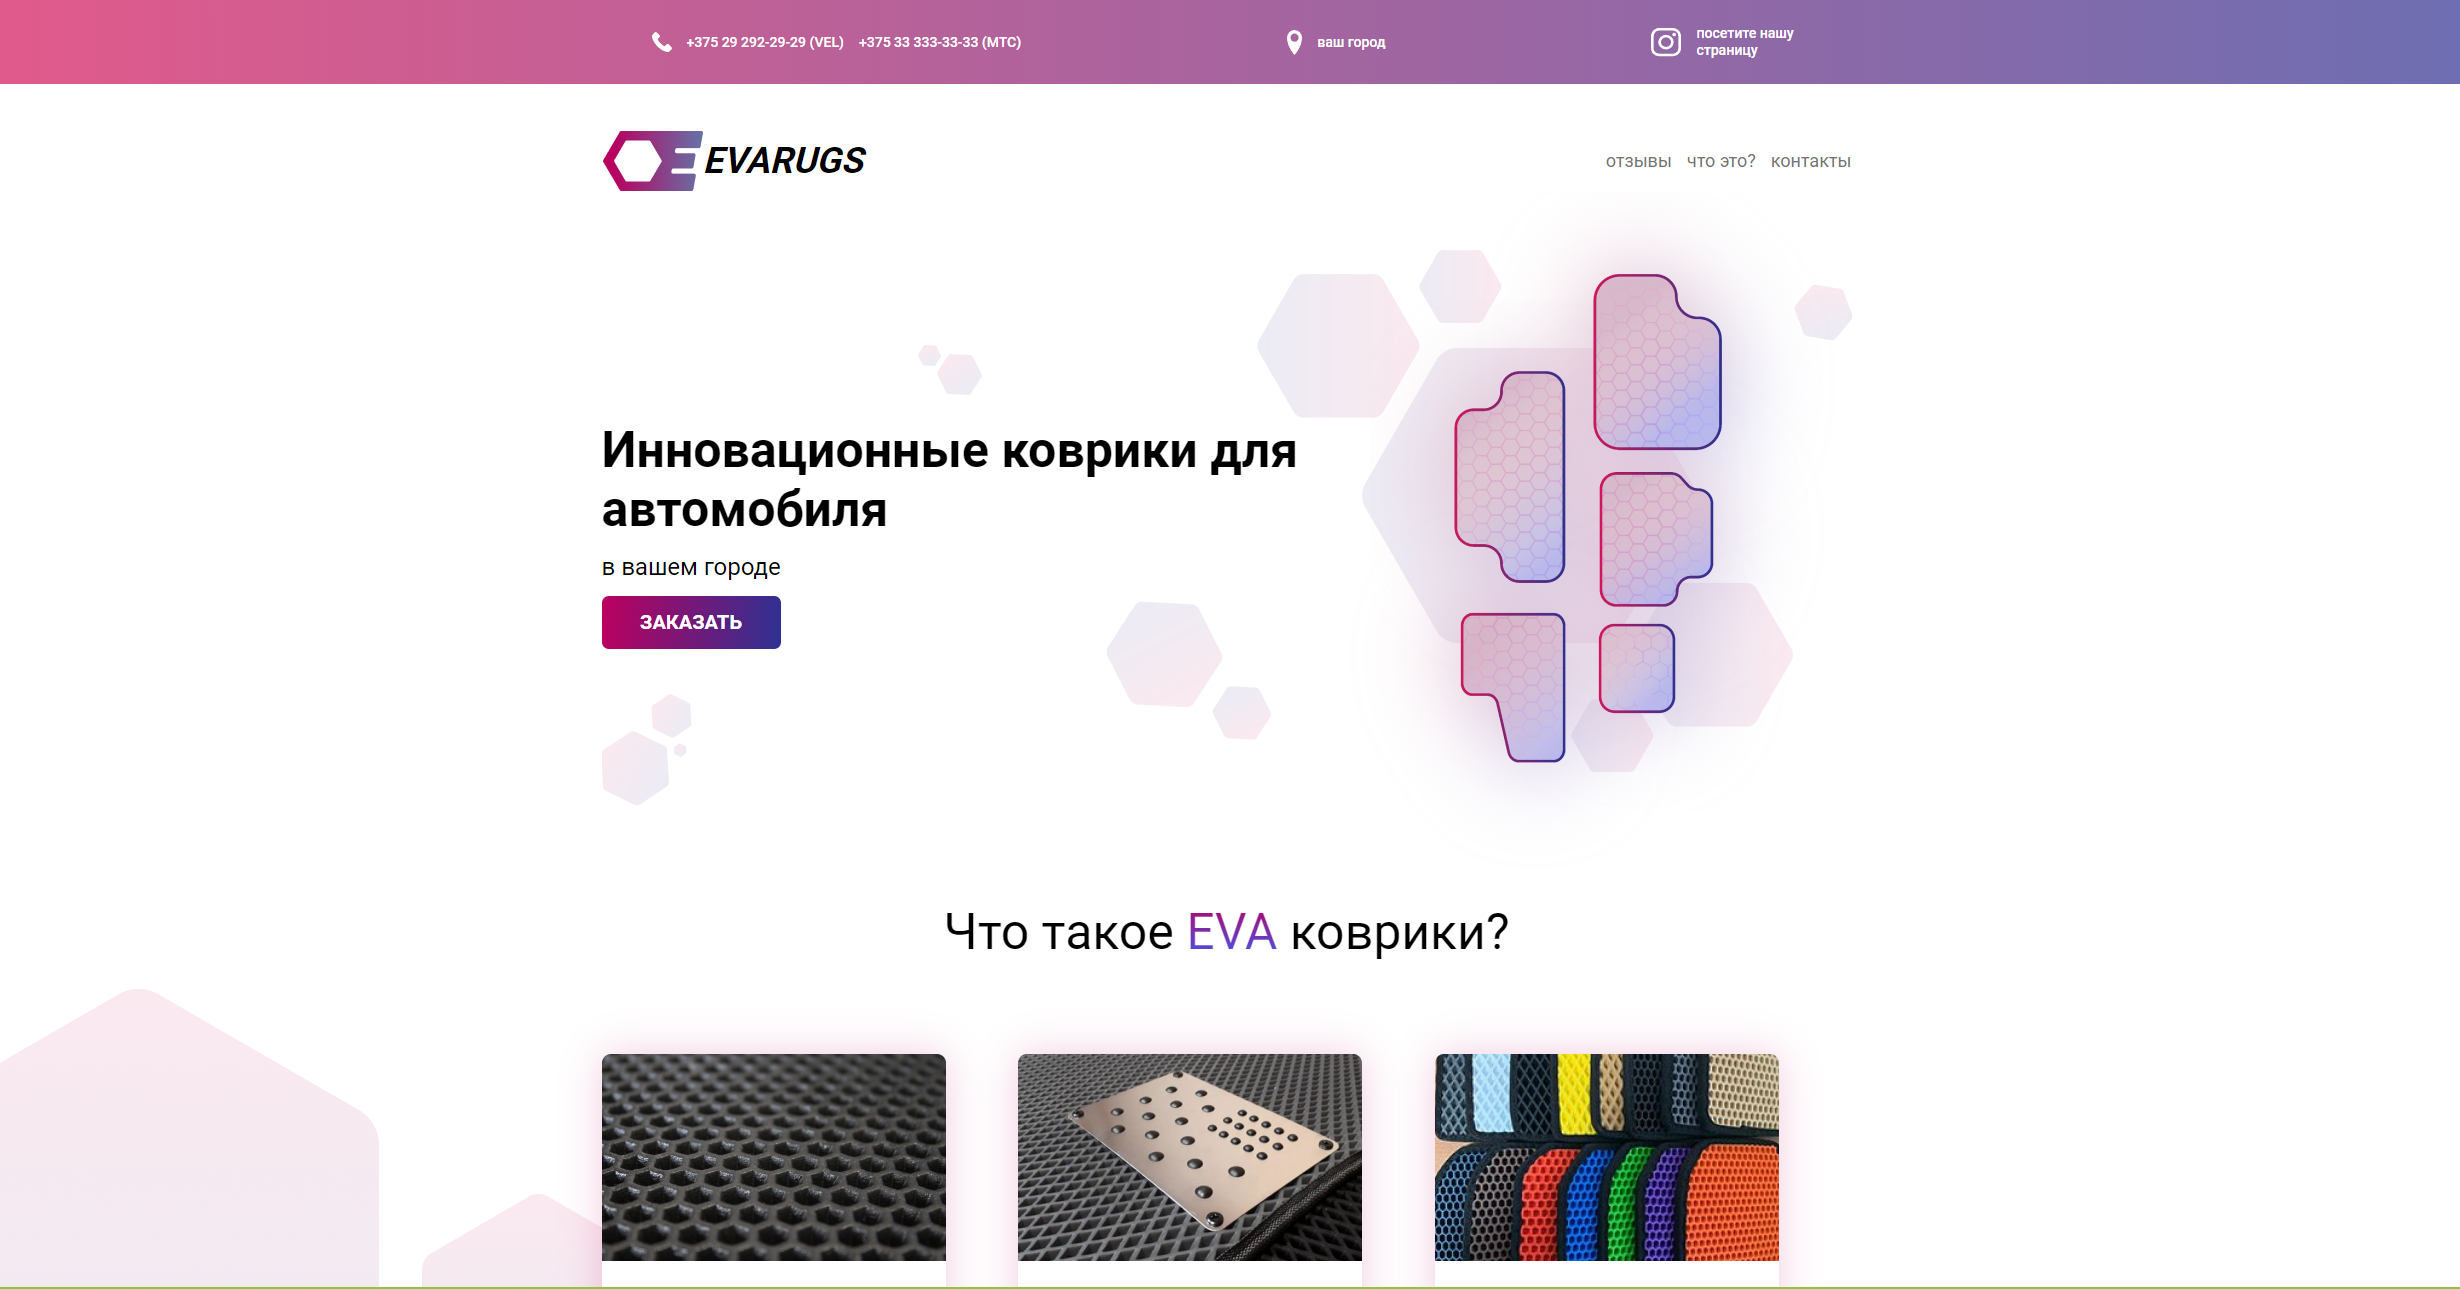 +375 29 292-29-29 (VEL) +375 33 333-33-33 (МТС)
ваш город
посетите нашу
страницу
EVARUGS
отзывы что это? контакты
Инновационные коврики для
автомобиля
в вашем городе
ЗАКАЗАТЬ
Что такое EVA коврики?